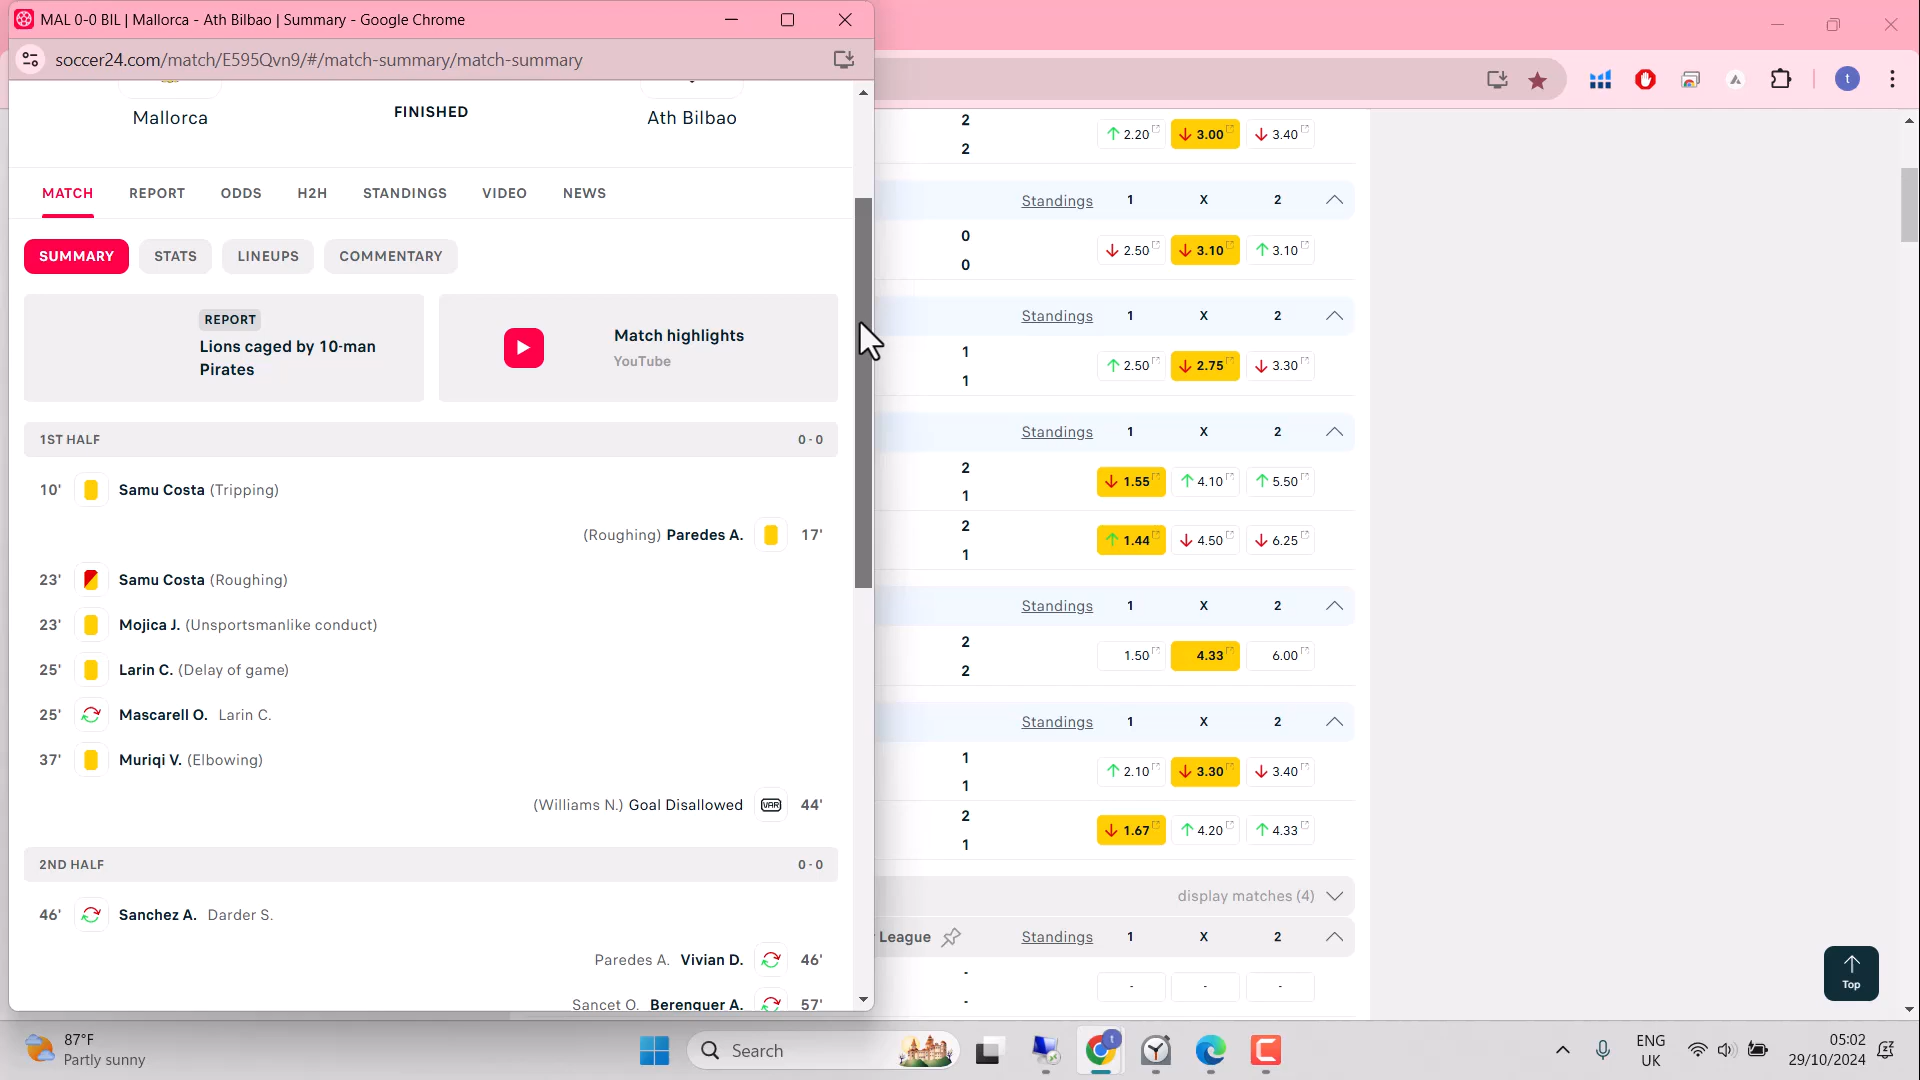 MAL 0-0 BIL | Mallorca - Ath Bilbao | Summary - Google Chrome
soccer24.com/match/E595Qvn9/#/match-summary/match-summary
t
Mallorca
FINISHED
Ath Bilbao
MATCH REPORT ODDS H2H STANDINGS VIDEO NEWS
SUMMARY STATS LINEUPS COMMENTARY
REPORT
Lions caged by 10-man
Pirates
Match highlights
YouTube
1ST HALF 0 - 0
10' Samu Costa (Tripping)
(Roughing) Paredes A. 17'
23' Samu Costa (Roughing)
23' Mojica J. (Unsportsmanlike conduct)
25' Larin C. (Delay of game)
25' Mascarell O. Larin C.
37' Muriqi V. (Elbowing)
(Williams N.) Goal Disallowed VAR 44'
2ND HALF 0 - 0
46' Sanchez A. Darder S.
Paredes A. Vivian D. 46'
Sancet O. Berenguer A. 57'
2
2.20 3.00 3.40
2
Standings 1 X 2
0
2.50 3.10 3.10
0
Standings 1 X 2
1
2.50 2.75 3.30
1
Standings 1 X 2
2
1.55 4.10 5.50
1
2
1.44 4.50 6.25
1
Standings 1 X 2
2
1.50 4.33 6.00
2
Standings 1 X 2
1
2.10 3.30 3.40
1
2
1.67 4.20 4.33
1
display matches (4)
League Standings 1 X 2
-
- - -
-
Top
87°F
Partly sunny
Search
t
ENG
UK
05:02
29/10/2024